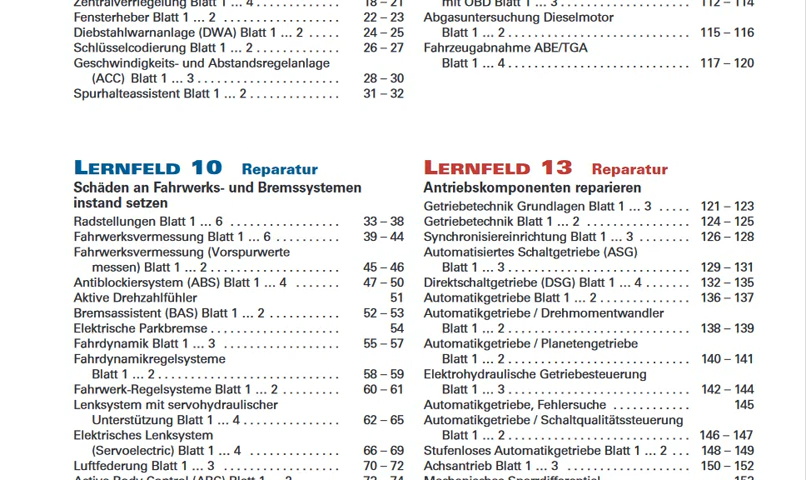 Zentralverriegelung Blatt 1 ... 4 . . . . . . . . . . . . . 18 – 21
Fensterheber Blatt 1 ... 2 . . . . . . . . . . . . . . . . . . 22 – 23
Diebstahlwarnanlage (DWA) Blatt 1 ... 2 . . . . . 24 – 25
Schlüsselcodierung Blatt 1 ... 2 . . . . . . . . . . . . . 26 – 27
Geschwindigkeits- und Abstandsregelanlage
(ACC) Blatt 1 ... 3 . . . . . . . . . . . . . . . . . . . . . . 28 – 30
Spurhalteassistent Blatt 1 ... 2 . . . . . . . . . . . . . . 31 – 32
LERNFELD 10 Reparatur
Schäden an Fahrwerks- und Bremssystemen
instand setzen
Radstellungen Blatt 1 ... 6 . . . . . . . . . . . . . . . . . 33 – 38
Fahrwerksvermessung Blatt 1 ... 6 . . . . . . . . . . 39 – 44
Fahrwerksvermessung (Vorspurwerte
messen) Blatt 1 ... 2 . . . . . . . . . . . . . . . . . . . . 45 – 46
Antiblockiersystem (ABS) Blatt 1 ... 4 . . . . . . . 47 – 50
Aktive Drehzahlfühler 51
Bremsassistent (BAS) Blatt 1 ... 2 . . . . . . . . . . . 52 – 53
Elektrische Parkbremse . . . . . . . . . . . . . . . . . . . . 54
Fahrdynamik Blatt 1 ... 3 . . . . . . . . . . . . . . . . . . . 55 – 57
Fahrdynamikregelsysteme
Blatt 1 ... 2 . . . . . . . . . . . . . . . . . . . . . . . . . . . . 58 – 59
Fahrwerk-Regelsysteme Blatt 1 ... 2 . . . . . . . . . 60 – 61
Lenksystem mit servohydraulischer
Unterstützung Blatt 1 ... 4 . . . . . . . . . . . . . . . 62 – 65
Elektrisches Lenksystem
(Servoelectric) Blatt 1 ... 4 . . . . . . . . . . . . . . 66 – 69
Luftfederung Blatt 1 ... 3 . . . . . . . . . . . . . . . . . . . 70 – 72
Active Body Control (ABC) Blatt 1 ... 3 73 – 74
mit OBD Blatt 1 ... 3 . . . . . . . . . . . . . . . . . . . . 112 – 114
Abgasuntersuchung Dieselmotor
Blatt 1 ... 2 . . . . . . . . . . . . . . . . . . . . . . . . . . . . 115 – 116
Fahrzeugabnahme ABE/TGA
Blatt 1 ... 4 . . . . . . . . . . . . . . . . . . . . . . . . . . . . 117 – 120
LERNFELD 13 Reparatur
Antriebskomponenten reparieren
Getriebetechnik Grundlagen Blatt 1 ... 3 . . . . . 121 – 123
Getriebetechnik Blatt 1 ... 2 . . . . . . . . . . . . . . . . . 124 – 125
Synchronisiereinrichtung Blatt 1 ... 3 . . . . . . . . 126 – 128
Automatisiertes Schaltgetriebe (ASG)
Blatt 1 ... 3 . . . . . . . . . . . . . . . . . . . . . . . . . . . . 129 – 131
Direktschaltgetriebe (DSG) Blatt 1 ... 4 . . . . . . . 132 – 135
Automatikgetriebe Blatt 1 ... 2 . . . . . . . . . . . . . . 136 – 137
Automatikgetriebe / Drehmomentwandler
Blatt 1 ... 2 . . . . . . . . . . . . . . . . . . . . . . . . . . . . 138 – 139
Automatikgetriebe / Planetengetriebe
Blatt 1 ... 2 . . . . . . . . . . . . . . . . . . . . . . . . . . . . 140 – 141
Elektrohydraulische Getriebesteuerung
Blatt 1 ... 3 . . . . . . . . . . . . . . . . . . . . . . . . . . . . 142 – 144
Automatikgetriebe, Fehlersuche . . . . . . . . . . . . 145
Automatikgetriebe / Schaltqualitätssteuerung
Blatt 1 ... 2 . . . . . . . . . . . . . . . . . . . . . . . . . . . . 146 – 147
Stufenloses Automatikgetriebe Blatt 1 ... 2 . . . 148 – 149
Achsantrieb Blatt 1 ... 3 . . . . . . . . . . . . . . . . . . . 150 – 152
Mechanisches Sperrdifferential